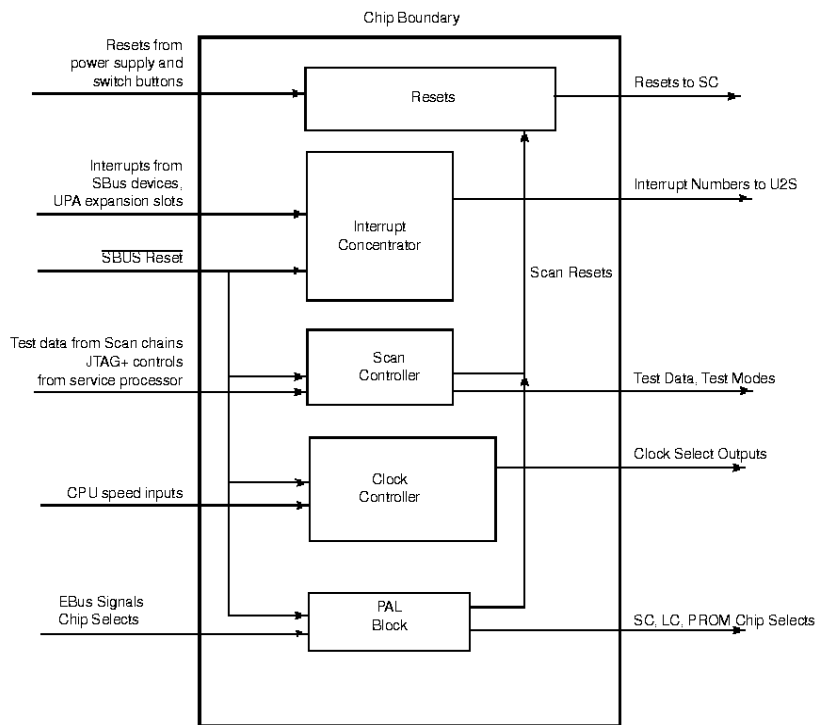 Chip Boundary
Resets from
power supply and
switch buttons
Resets
Resets to SC
Interrupts from
SBus devices,
UPA expansion slots
Interrupt
Concentrator
Interrupt Numbers to U2S
SBUS Reset
Scan Resets
Test data from Scan chains
JTAG+ controls
from service processor
Scan
Controller
Test Data, Test Modes
Clock
Controller
Clock Select Outputs
CPU speed inputs
EBus Signals
Chip Selects
PAL
Block
SC, LC, PROM Chip Selects